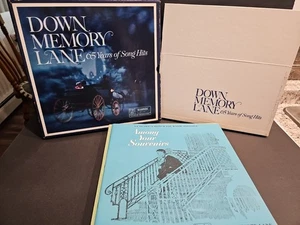 DOWN
MEMORY
LANE 65 Years of Song Hits
DOWN
MEMORY
LANE 65 Years of Song Hits
Among
Your
Souvenirs